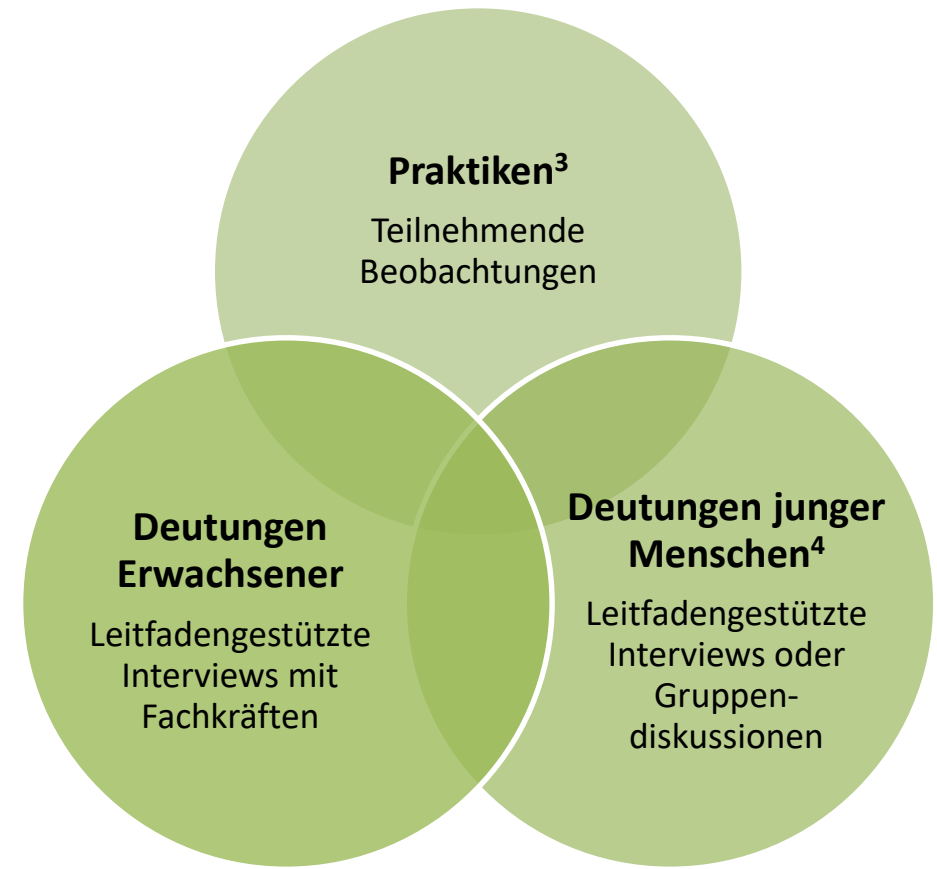 Praktiken³
Teilnehmende
Beobachtungen
Deutungen
Erwachsener
Leitfadengestützte
Interviews mit
Fachkräften
Deutungen junger
Menschen⁴
Leitfadengestützte
Interviews oder
Gruppen-
diskussionen